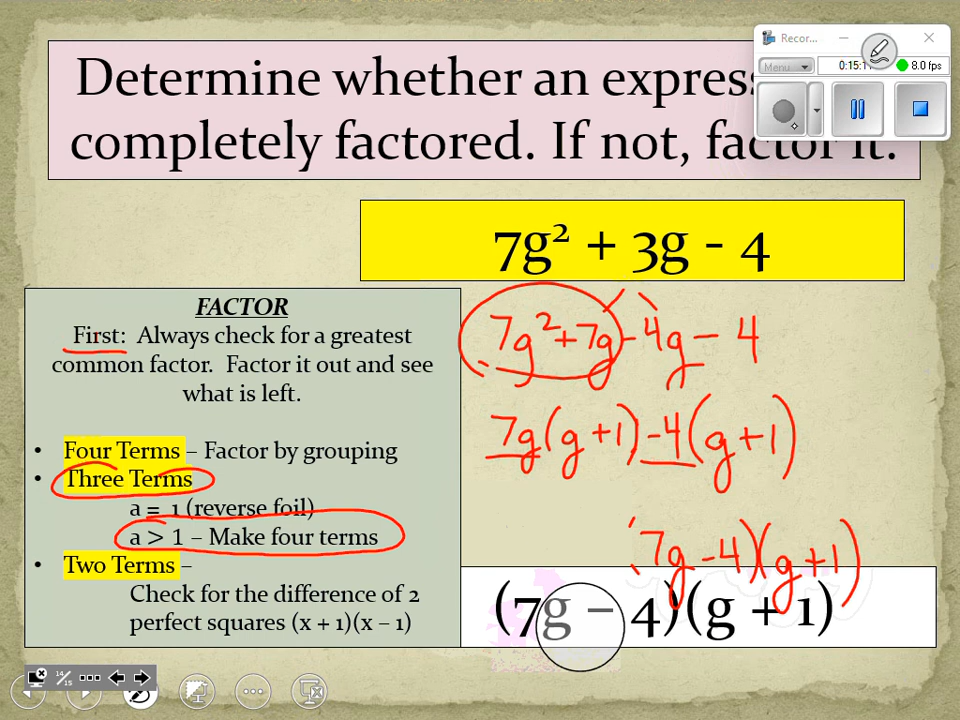 Recor...
Menu
8.0 fps
Determine whether an express
completely factored. If not, factor it.
7g² + 3g - 4
FACTOR
First: Always check for a greatest
common factor. Factor it out and see
what is left.
• Four Terms – Factor by grouping
• Three Terms
a = 1 (reverse foil)
a > 1 – Make four terms
• Two Terms –
Check for the difference of 2
perfect squares (x + 1)(x – 1)
7g²+7g-4g-4
7g(g+1)-4(g+1)
7g-4)(g+1)
(7g – 4)(g + 1)
14/15